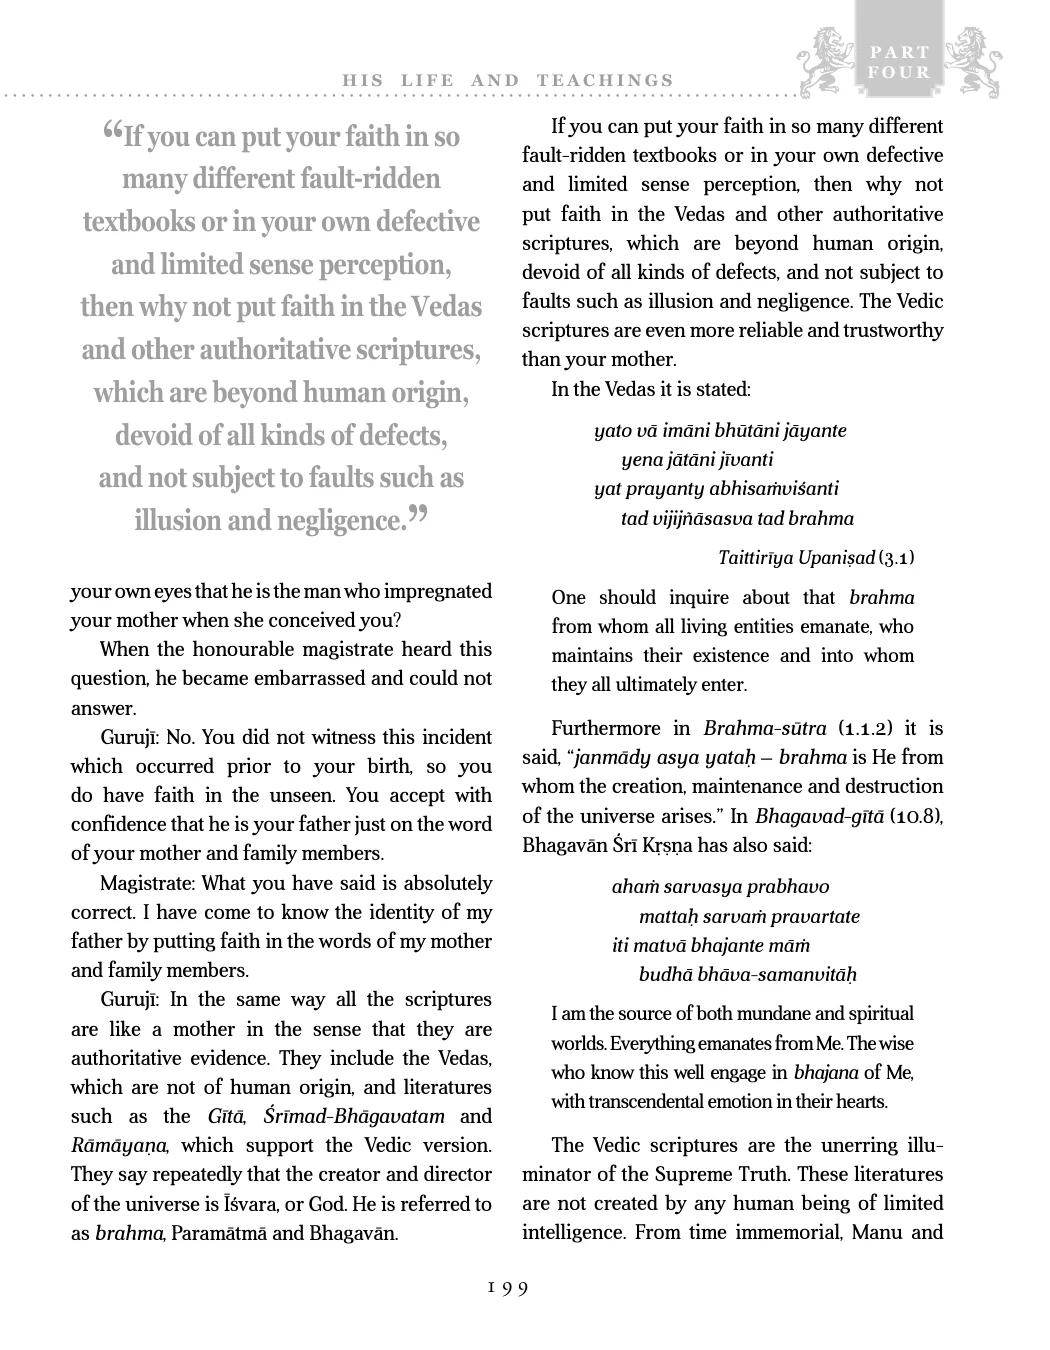 PART
FOUR
HIS LIFE AND TEACHINGS
“If you can put your faith in so
many different fault-ridden
textbooks or in your own defective
and limited sense perception,
then why not put faith in the Vedas
and other authoritative scriptures,
which are beyond human origin,
devoid of all kinds of defects,
and not subject to faults such as
illusion and negligence.”
your own eyes that he is the man who impregnated
your mother when she conceived you?
When the honourable magistrate heard this
question, he became embarrassed and could not
answer.
Gurujī: No. You did not witness this incident
which occurred prior to your birth, so you
do have faith in the unseen. You accept with
confidence that he is your father just on the word
of your mother and family members.
Magistrate: What you have said is absolutely
correct. I have come to know the identity of my
father by putting faith in the words of my mother
and family members.
Gurujī: In the same way all the scriptures
are like a mother in the sense that they are
authoritative evidence. They include the Vedas,
which are not of human origin, and literatures
such as the Gītā, Śrīmad-Bhāgavatam and
Rāmāyaṇa, which support the Vedic version.
They say repeatedly that the creator and director
of the universe is Īśvara, or God. He is referred to
as brahma, Paramātmā and Bhagavān.
If you can put your faith in so many different
fault-ridden textbooks or in your own defective
and limited sense perception, then why not
put faith in the Vedas and other authoritative
scriptures, which are beyond human origin,
devoid of all kinds of defects, and not subject to
faults such as illusion and negligence. The Vedic
scriptures are even more reliable and trustworthy
than your mother.
In the Vedas it is stated:
yato vā imāni bhūtāni jāyante
yena jātāni jīvanti
yat prayanty abhisaṁviśanti
tad vijijñāsasva tad brahma
Taittirīya Upaniṣad (3.1)
One should inquire about that brahma
from whom all living entities emanate, who
maintains their existence and into whom
they all ultimately enter.
Furthermore in Brahma-sūtra (1.1.2) it is
said, “janmādy asya yataḥ – brahma is He from
whom the creation, maintenance and destruction
of the universe arises.” In Bhagavad-gītā (10.8),
Bhagavān Śrī Kṛṣṇa has also said:
ahaṁ sarvasya prabhavo
mattaḥ sarvaṁ pravartate
iti matvā bhajante māṁ
budhā bhāva-samanvitāḥ
I am the source of both mundane and spiritual
worlds. Everything emanates from Me. The wise
who know this well engage in bhajana of Me,
with transcendental emotion in their hearts.
The Vedic scriptures are the unerring illu-
minator of the Supreme Truth. These literatures
are not created by any human being of limited
intelligence. From time immemorial, Manu and
199